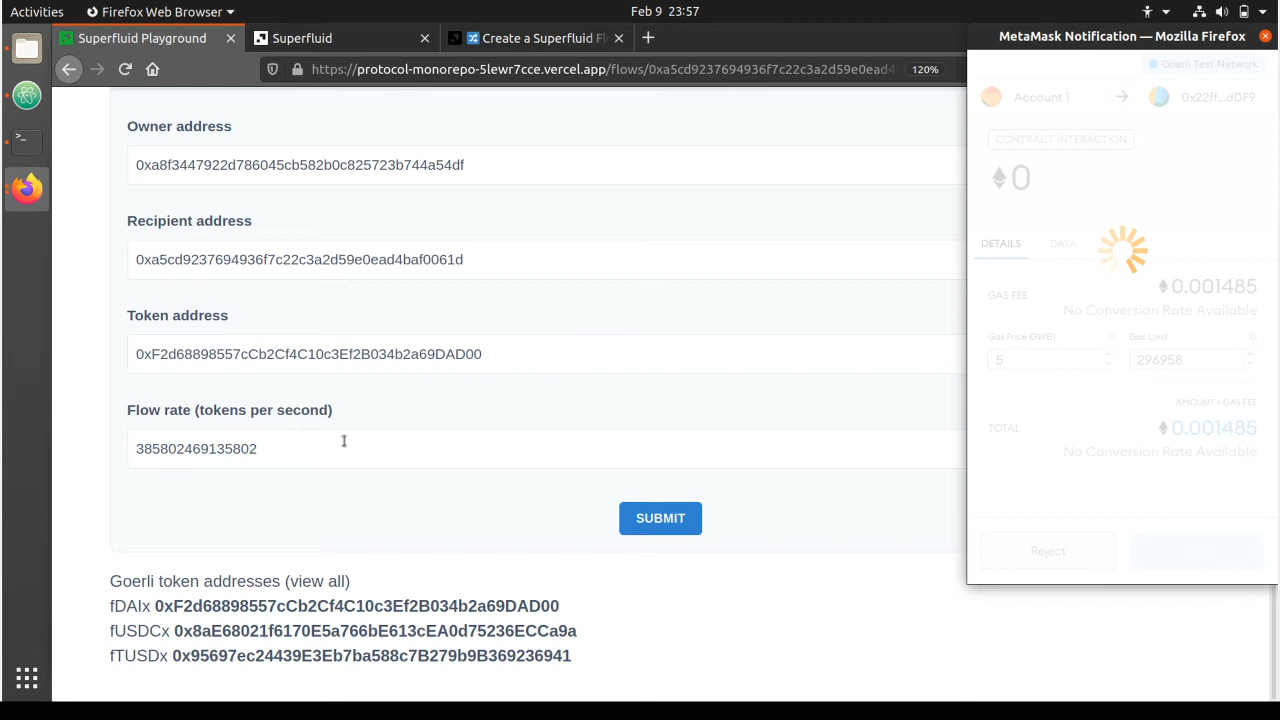 Activities
Firefox Web Browser
Feb 9 23:57
Superfluid Playground
Superfluid
Create a Superfluid Fl
MetaMask Notification — Mozilla Firefox
https://protocol-monorepo-5lewr7cce.vercel.app/flows/0xa5cd9237694936f7c22c3a2d59e0ead4
120%
Goerli Test Network
Account 1
0x22ff...dDF9
CONTRACT INTERACTION
0
DETAILS
DATA
GAS FEE
0.001485
No Conversion Rate Available
Gas Price (GWEI)
Gas Limit
5
296958
AMOUNT + GAS FEE
TOTAL
0.001485
No Conversion Rate Available
Reject
Owner address
0xa8f3447922d786045cb582b0c825723b744a54df
Recipient address
0xa5cd9237694936f7c22c3a2d59e0ead4baf0061d
Token address
0xF2d68898557cCb2Cf4C10c3Ef2B034b2a69DAD00
Flow rate (tokens per second)
385802469135802
SUBMIT
Goerli token addresses (view all)
fDAIx 0xF2d68898557cCb2Cf4C10c3Ef2B034b2a69DAD00
fUSDCx 0x8aE68021f6170E5a766bE613cEA0d75236ECCa9a
fTUSDx 0x95697ec24439E3Eb7ba588c7B279b9B369236941